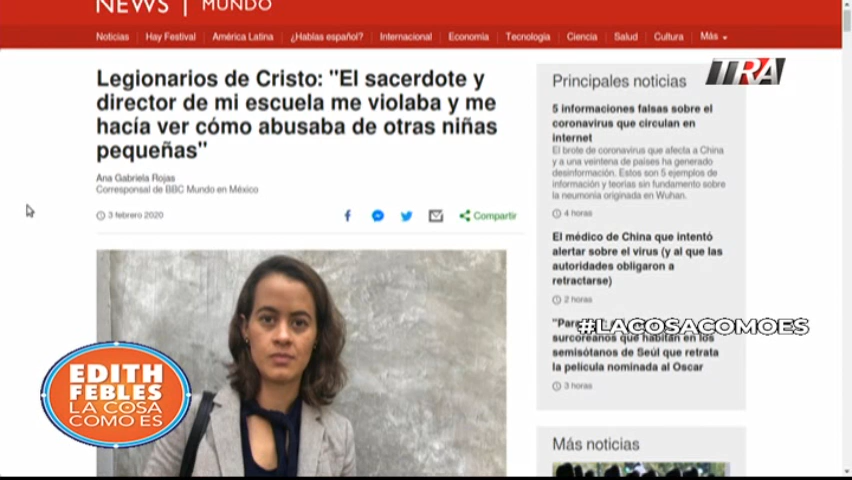 NEWS | MUNDO
Noticias Hay Festival América Latina ¿Hablas español? Internacional Economía Tecnología Ciencia Salud Cultura Más
Legionarios de Cristo: "El sacerdote y
director de mi escuela me violaba y me
hacía ver cómo abusaba de otras niñas
pequeñas"
Ana Gabriela Rojas
Corresponsal de BBC Mundo en México
3 febrero 2020
Compartir
TRA
Principales noticias
5 informaciones falsas sobre el
coronavirus que circulan en
internet
El brote de coronavirus que afecta a China
y a una veintena de países ha generado
desinformación. Estos son 5 ejemplos de
información y teorías sin fundamento sobre
la neumonía originada en Wuhan.
4 horas
El médico de China que intentó
alertar sobre el virus (y al que las
autoridades obligaron a
retractarse)
2 horas
#LACOSACOMOES
surcoreanos que habitan en los
semisótanos de Seúl que retrata
la película nominada al Oscar
3 horas
Más noticias
EDITH
FEBLES
LA COSA
COMO ES